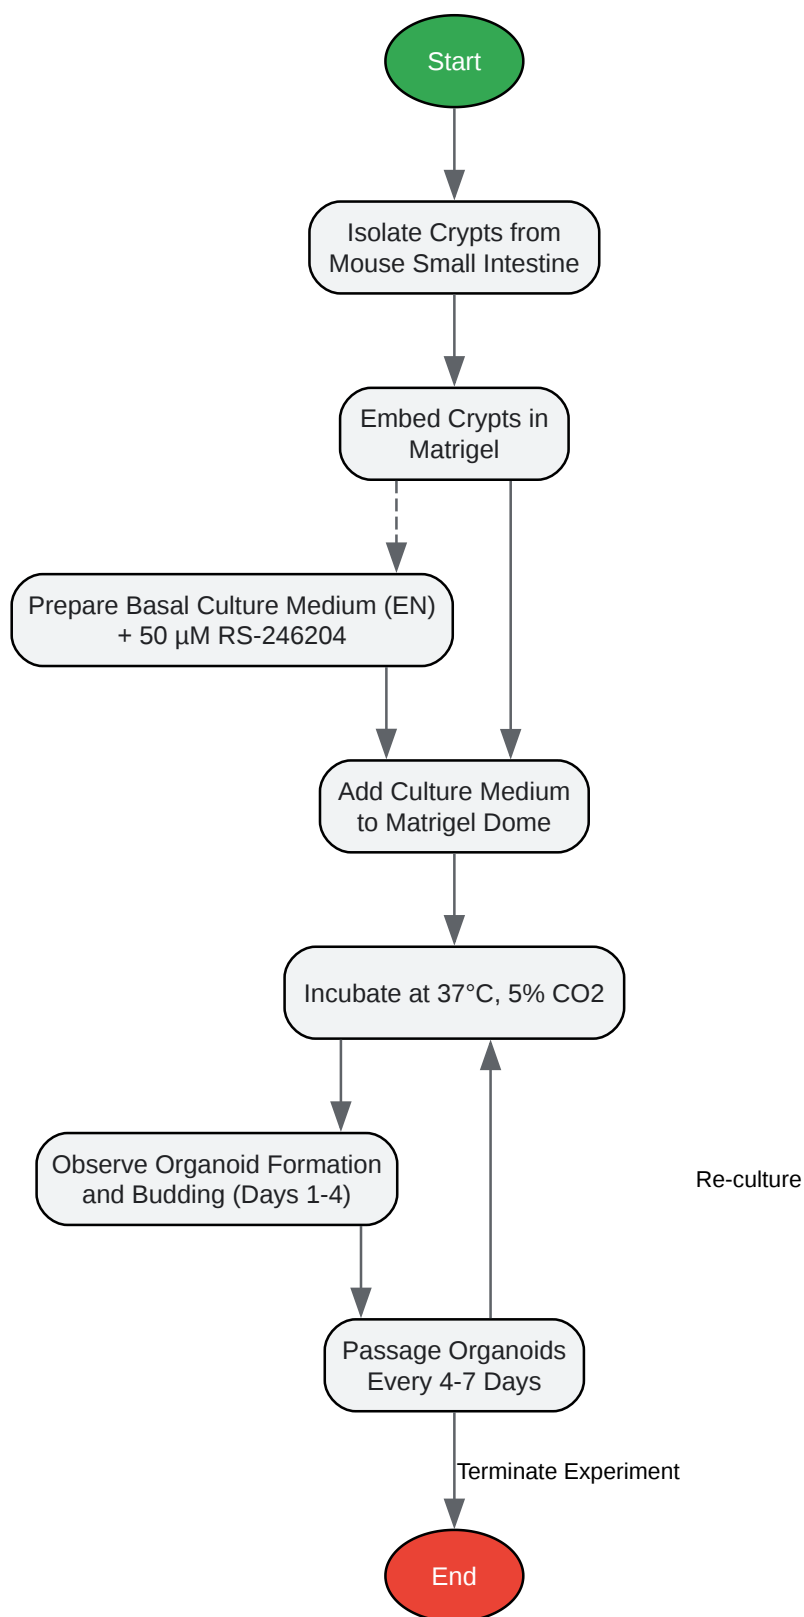 Start
Isolate Crypts from
Mouse Small Intestine
Embed Crypts in
Matrigel
Prepare Basal Culture Medium (EN)
+ 50 µM RS-246204
Add Culture Medium
to Matrigel Dome
Incubate at 37°C, 5% CO2
Observe Organoid Formation
and Budding (Days 1-4)
Re-culture
Passage Organoids
Every 4-7 Days
Terminate Experiment
End